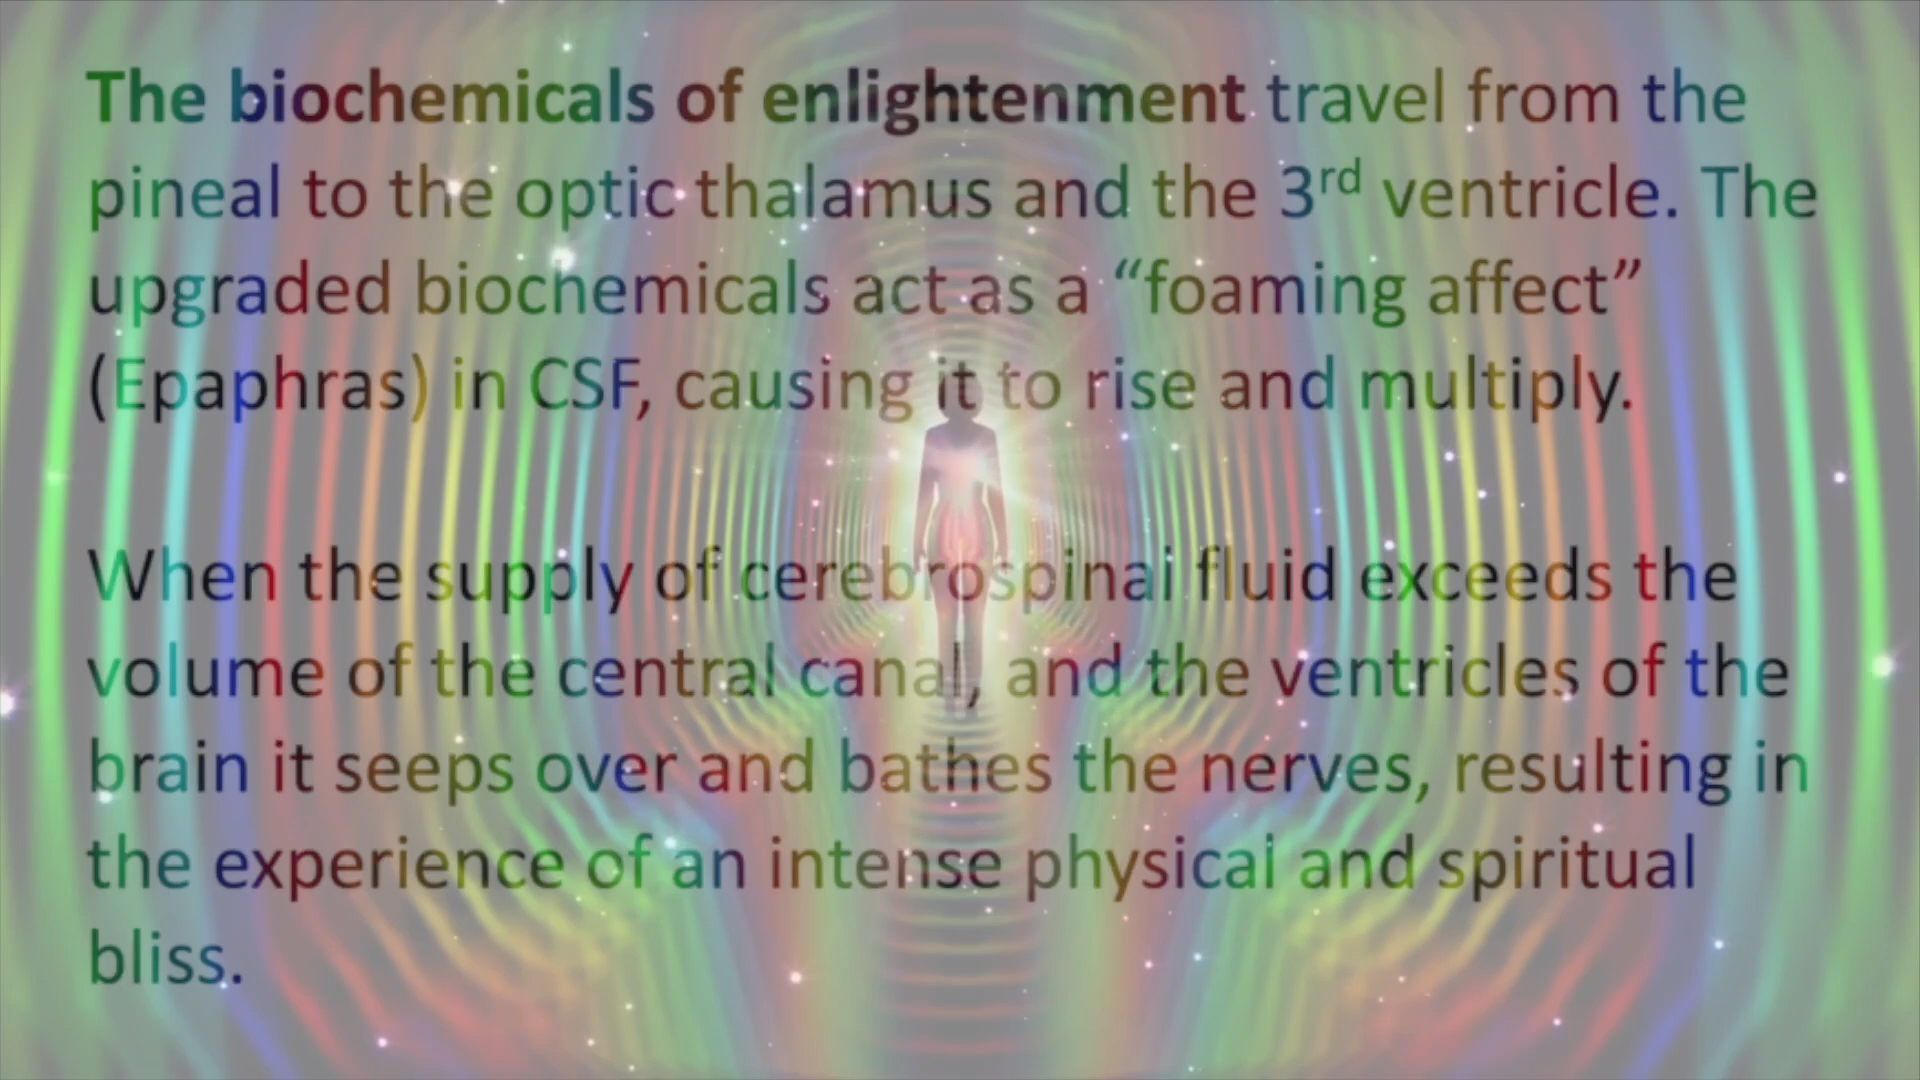 The biochemicals of enlightenment travel from the
pineal to the optic thalamus and the 3rd ventricle. The
upgraded biochemicals act as a “foaming affect”
(Epaphras) in CSF, causing it to rise and multiply.
When the supply of cerebrospinal fluid exceeds the
volume of the central canal, and the ventricles of the
brain it seeps over and bathes the nerves, resulting in
the experience of an intense physical and spiritual
bliss.